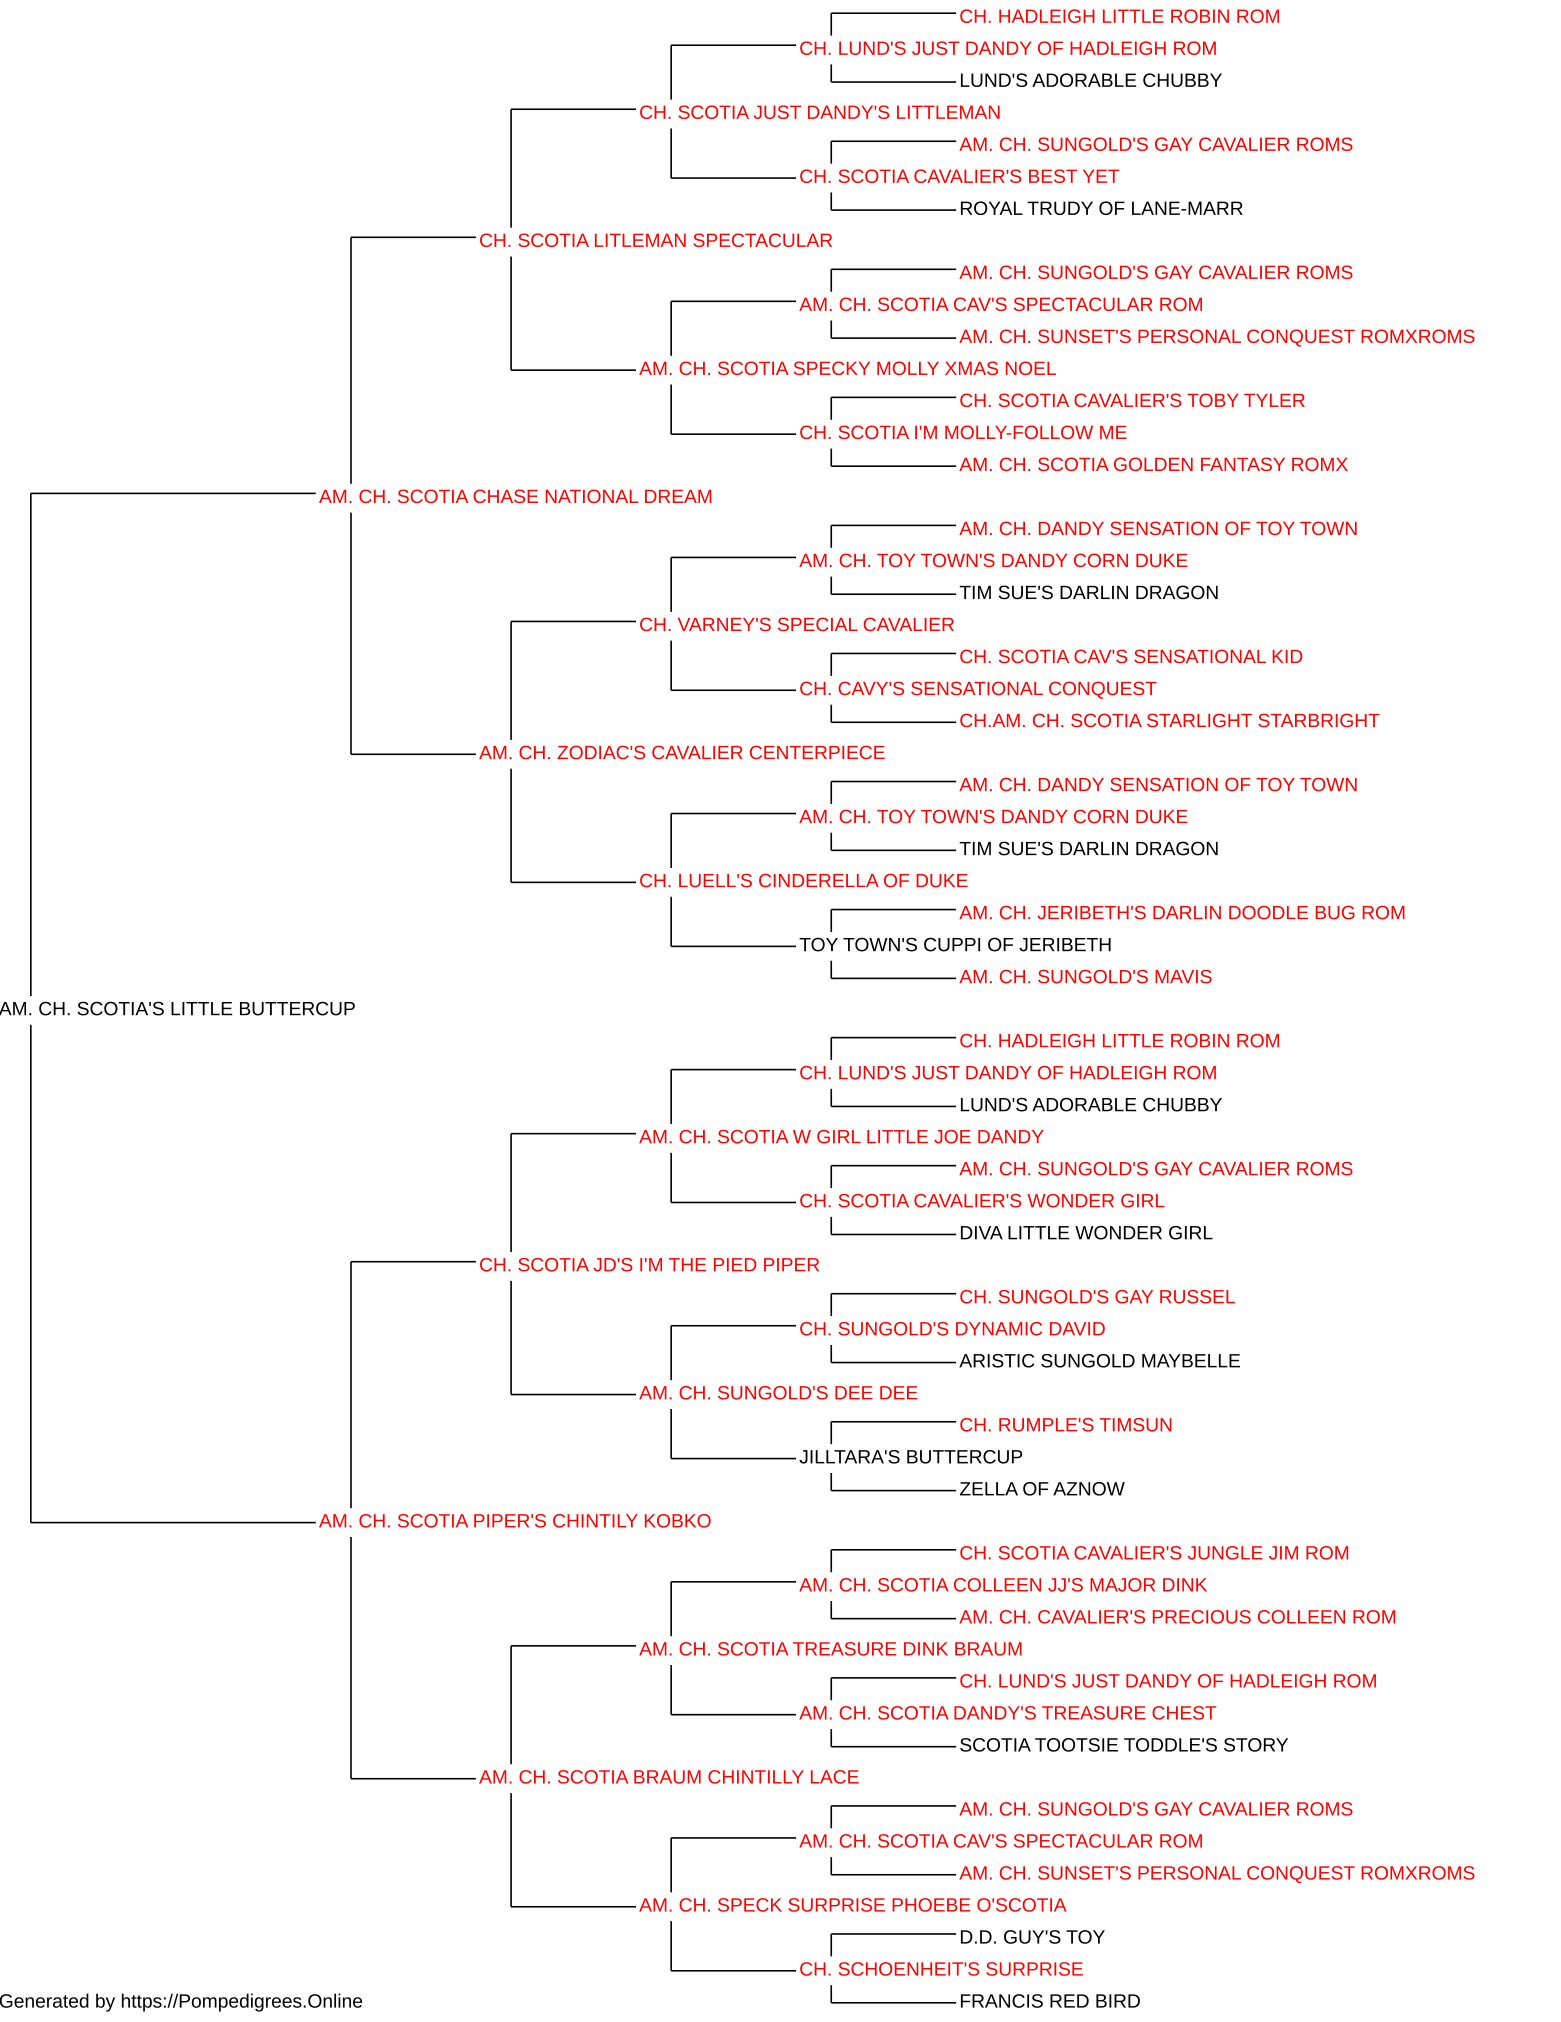 CH. HADLEIGH LITTLE ROBIN ROM
CH. LUND'S JUST DANDY OF HADLEIGH ROM
LUND'S ADORABLE CHUBBY
CH. SCOTIA JUST DANDY'S LITTLEMAN
AM. CH. SUNGOLD'S GAY CAVALIER ROMS
CH. SCOTIA CAVALIER'S BEST YET
ROYAL TRUDY OF LANE-MARR
CH. SCOTIA LITLEMAN SPECTACULAR
AM. CH. SUNGOLD'S GAY CAVALIER ROMS
AM. CH. SCOTIA CAV'S SPECTACULAR ROM
AM. CH. SUNSET'S PERSONAL CONQUEST ROMXROMS
AM. CH. SCOTIA SPECKY MOLLY XMAS NOEL
CH. SCOTIA CAVALIER'S TOBY TYLER
CH. SCOTIA I'M MOLLY-FOLLOW ME
AM. CH. SCOTIA GOLDEN FANTASY ROMX
AM. CH. SCOTIA CHASE NATIONAL DREAM
AM. CH. DANDY SENSATION OF TOY TOWN
AM. CH. TOY TOWN'S DANDY CORN DUKE
TIM SUE'S DARLIN DRAGON
CH. VARNEY'S SPECIAL CAVALIER
CH. SCOTIA CAV'S SENSATIONAL KID
CH. CAVY'S SENSATIONAL CONQUEST
CH.AM. CH. SCOTIA STARLIGHT STARBRIGHT
AM. CH. ZODIAC'S CAVALIER CENTERPIECE
AM. CH. DANDY SENSATION OF TOY TOWN
AM. CH. TOY TOWN'S DANDY CORN DUKE
TIM SUE'S DARLIN DRAGON
CH. LUELL'S CINDERELLA OF DUKE
AM. CH. JERIBETH'S DARLIN DOODLE BUG ROM
TOY TOWN'S CUPPI OF JERIBETH
AM. CH. SUNGOLD'S MAVIS
AM. CH. SCOTIA'S LITTLE BUTTERCUP
CH. HADLEIGH LITTLE ROBIN ROM
CH. LUND'S JUST DANDY OF HADLEIGH ROM
LUND'S ADORABLE CHUBBY
AM. CH. SCOTIA W GIRL LITTLE JOE DANDY
AM. CH. SUNGOLD'S GAY CAVALIER ROMS
CH. SCOTIA CAVALIER'S WONDER GIRL
DIVA LITTLE WONDER GIRL
CH. SCOTIA JD'S I'M THE PIED PIPER
CH. SUNGOLD'S GAY RUSSEL
CH. SUNGOLD'S DYNAMIC DAVID
ARISTIC SUNGOLD MAYBELLE
AM. CH. SUNGOLD'S DEE DEE
CH. RUMPLE'S TIMSUN
JILLTARA'S BUTTERCUP
ZELLA OF AZNOW
AM. CH. SCOTIA PIPER'S CHINTILY KOBKO
CH. SCOTIA CAVALIER'S JUNGLE JIM ROM
AM. CH. SCOTIA COLLEEN JJ'S MAJOR DINK
AM. CH. CAVALIER'S PRECIOUS COLLEEN ROM
AM. CH. SCOTIA TREASURE DINK BRAUM
CH. LUND'S JUST DANDY OF HADLEIGH ROM
AM. CH. SCOTIA DANDY'S TREASURE CHEST
SCOTIA TOOTSIE TODDLE'S STORY
AM. CH. SCOTIA BRAUM CHINTILLY LACE
AM. CH. SUNGOLD'S GAY CAVALIER ROMS
AM. CH. SCOTIA CAV'S SPECTACULAR ROM
AM. CH. SUNSET'S PERSONAL CONQUEST ROMXROMS
AM. CH. SPECK SURPRISE PHOEBE O'SCOTIA
D.D. GUY'S TOY
CH. SCHOENHEIT'S SURPRISE
FRANCIS RED BIRD
Generated by https://Pompedigrees.Online